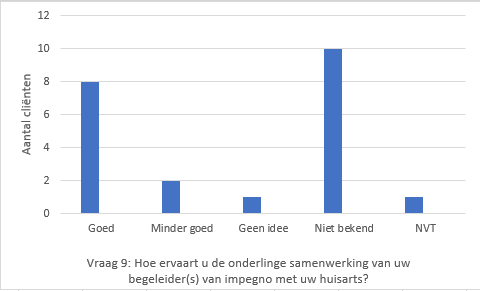 12
10
8
6
4
2
0
Aantal cliënten
Goed
Minder goed
Geen idee
Niet bekend
NVT
Vraag 9: Hoe ervaart u de onderlinge samenwerking van uw
begeleider(s) van impegno met uw huisarts?